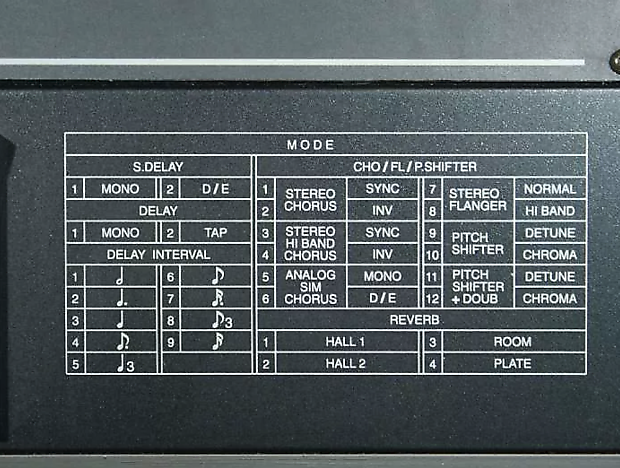 MODE
S.DELAY CHO/FL/P.SHIFTER
1 MONO 2 D/E 1 STEREO CHORUS SYNC 7 STEREO FLANGER NORMAL
DELAY 2 INV 8 HI BAND
1 MONO 2 TAP 3 STEREO HI BAND CHORUS SYNC 9 PITCH SHIFTER DETUNE
DELAY INTERVAL 4 INV 10 CHROMA
1 6 5 ANALOG SIM CHORUS MONO 11 PITCH SHIFTER + DOUB DETUNE
2 7 6 D/E 12 CHROMA
3 8 3 REVERB
4 9 1 HALL 1 3 ROOM
5 3 2 HALL 2 4 PLATE